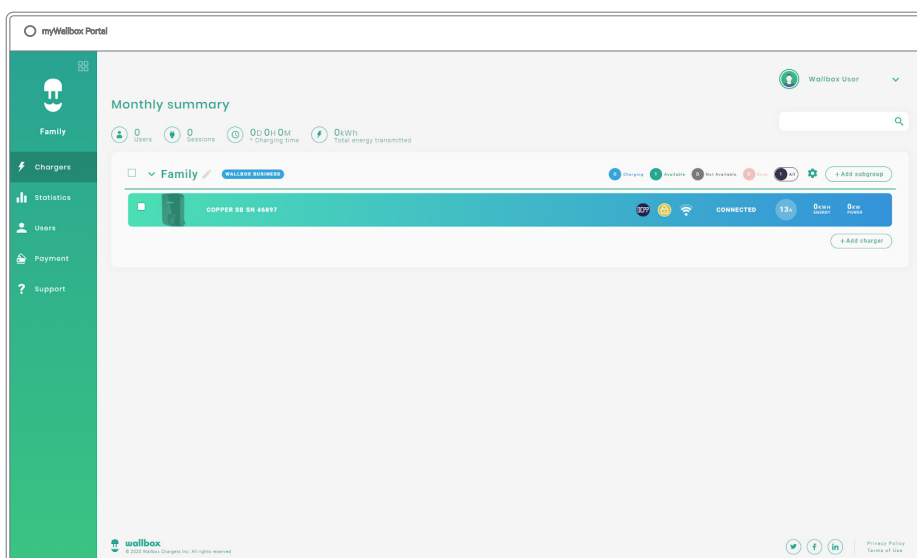 myWallbox Portal
Wallbox User
Family
Monthly summary
0 Users
0 Sessions
0D 0H 0M * Charging time
0kWh Total energy transmitted
Chargers
Statistics
Users
Payment
Support
Family WALLBOX BUSINESS
0 Charging 1 Available 0 Not Available 0 Error 1 All + Add subgroup
COPPER SB SN 46897 OCPP CONNECTED 13A 0KWH ENERGY 0KW POWER
+ Add charger
wallbox
© 2020 Wallbox Chargers Inc. All rights reserved
Privacy Policy
Terms of Use